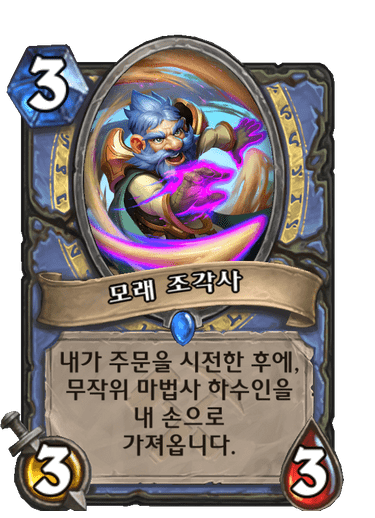 3
모래 조각사
내가 주문을 시전한 후에,
무작위 마법사 하수인을
내 손으로
가져옵니다.
3
3